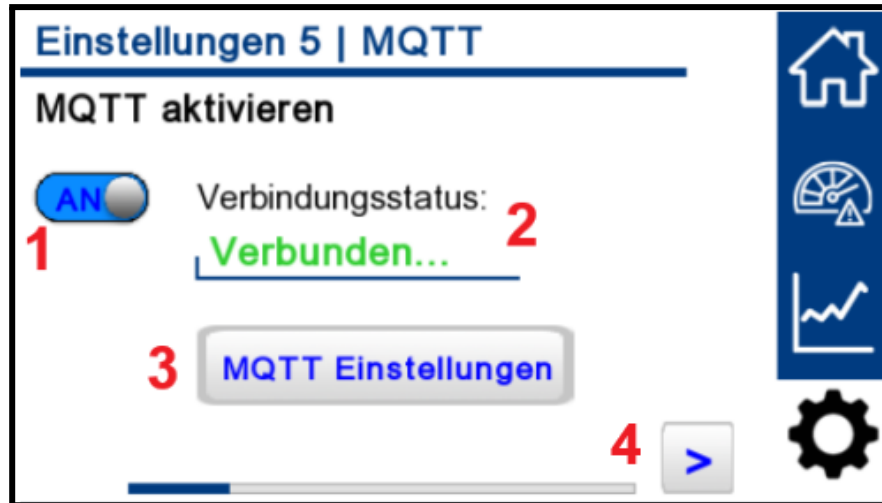 Einstellungen 5 | MQTT
MQTT aktivieren
AN
1
Verbindungsstatus:
2
Verbunden...
3
MQTT Einstellungen
4
>